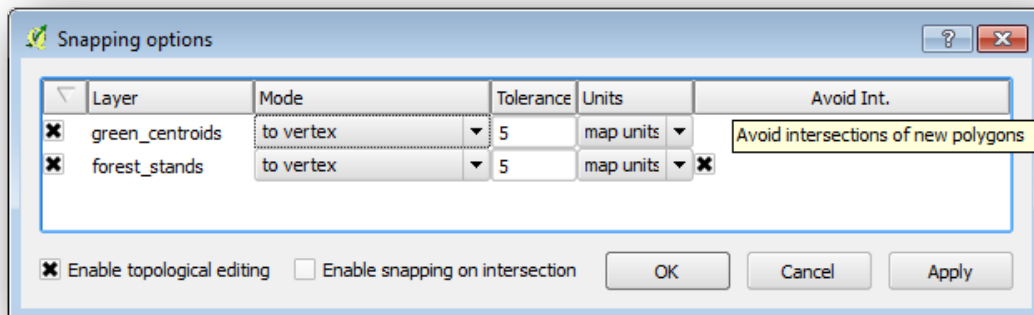 Snapping options
Layer Mode Tolerance Units Avoid Int.
green_centroids to vertex 5 map units Avoid intersections of new polygons
forest_stands to vertex 5 map units
Enable topological editing Enable snapping on intersection OK Cancel Apply